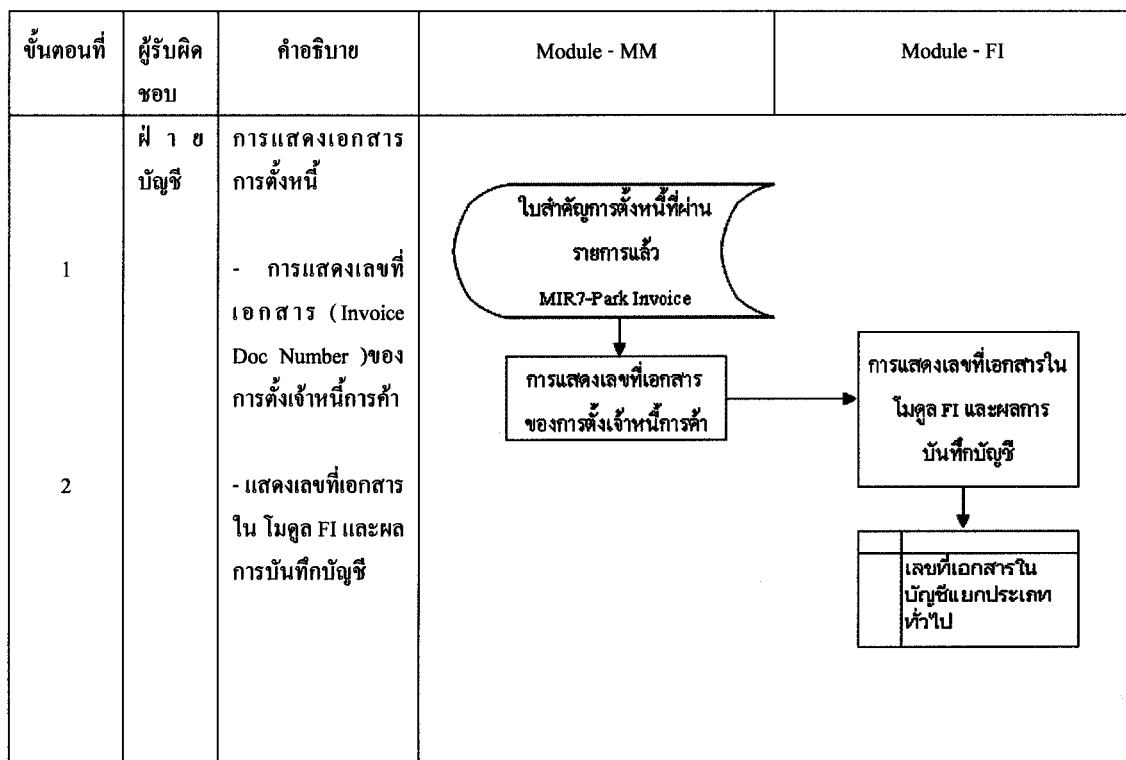 ขั้นตอนที่
ผู้รับผิด
ชอบ
คำอธิบาย
Module - MM
Module - FI
ฝ่าย
บัญชี
การแสดงเอกสาร
การตั้งหนี้
1
- การแสดงเลขที่
เอกสาร (Invoice
Doc Number )ของ
การตั้งเจ้าหนี้การค้า
2
- แสดงเลขที่เอกสาร
ใน โมดูล FI และผล
การบันทึกบัญชี
ใบสำคัญการตั้งหนี้ที่ผ่าน
รายการแล้ว
MIR7-Park Invoice
การแสดงเลขที่เอกสาร
ของการตั้งเจ้าหนี้การค้า
การแสดงเลขที่เอกสารใน
โมดูล FI และผลการ
บันทึกบัญชี
เลขที่เอกสารใน
บัญชีแยกประเภท
ทั่วไป